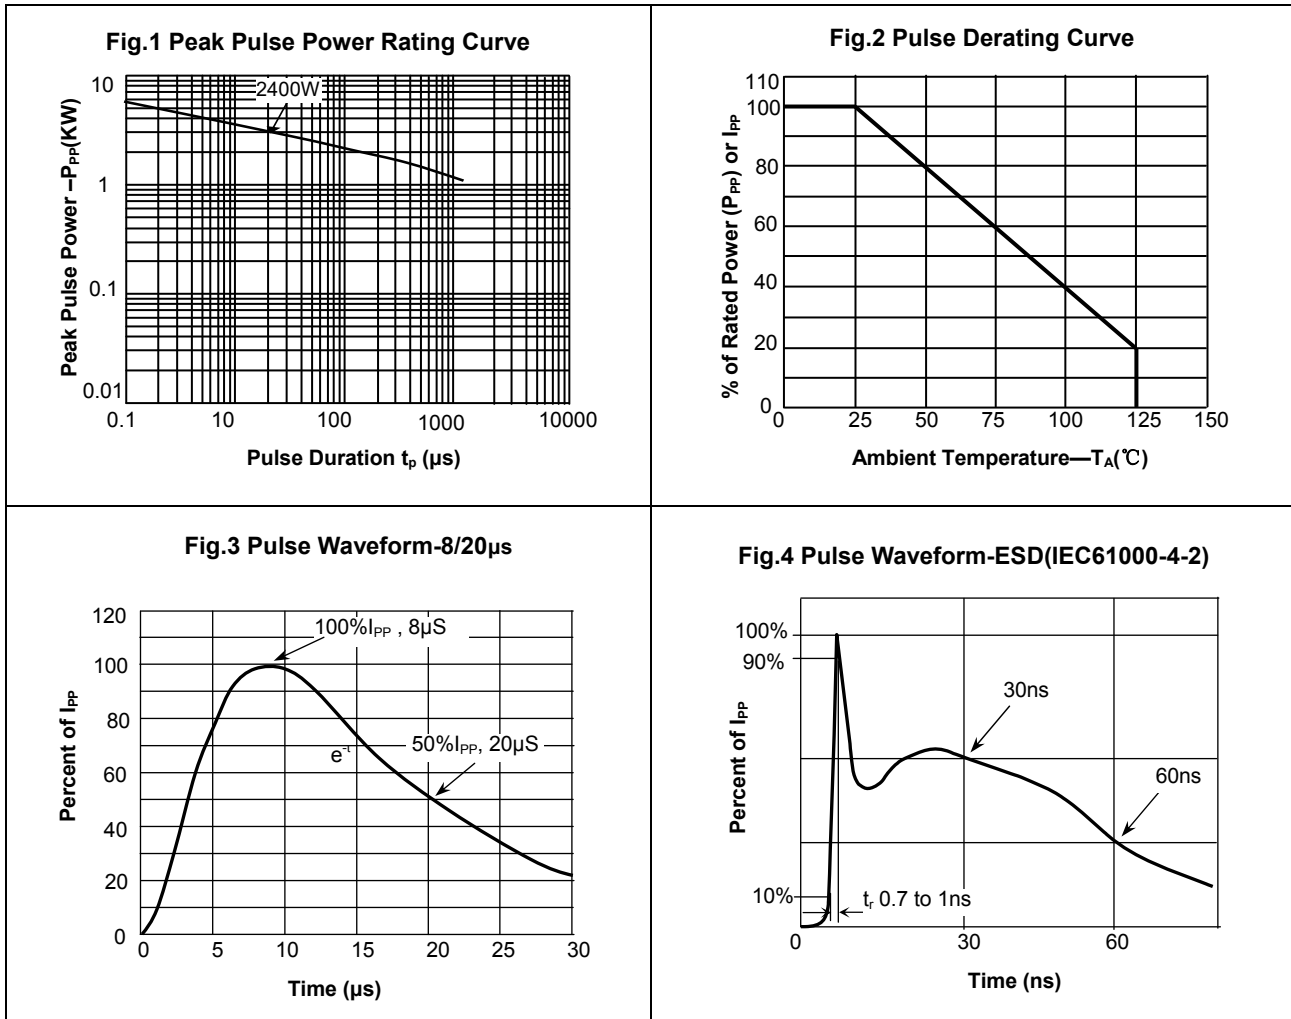 Fig.1 Peak Pulse Power Rating Curve
Peak Pulse Power –PPP(KW)
10
1
0.1
0.01
2400W
0.1 10 100 1000 10000
Pulse Duration tp (µs)
Fig.2 Pulse Derating Curve
% of Rated Power (PPP) or IPP
110
100
80
60
40
20
0
0 25 50 75 100 125 150
Ambient Temperature—TA(℃)
Fig.3 Pulse Waveform-8/20µs
Percent of IPP
120
100
80
60
40
20
0
100%IPP , 8µS
e-t
50%IPP, 20µS
0 5 10 15 20 25 30
Time (µs)
Fig.4 Pulse Waveform-ESD(IEC61000-4-2)
Percent of IPP
100%
90%
10%
30ns
60ns
tr 0.7 to 1ns
0 30 60
Time (ns)